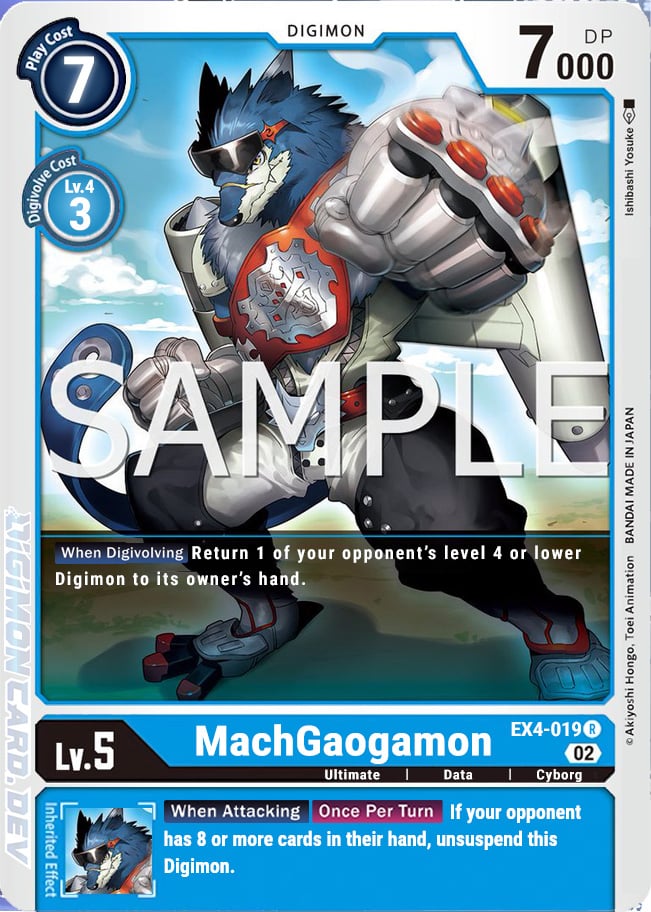 Play Cost
7
DIGIMON
7000
DP
Digivolve Cost
Lv.4
3
Ishibashi Yosuke
SAMPLE
When Digivolving Return 1 of your opponent's level 4 or lower
Digimon to its owner's hand.
© Akiyoshi Hongo, Toei Animation BANDAI MADE IN JAPAN
DIGIMONCARD.DEV
Lv.5
MachGaogamon
EX4-019 R
02
Ultimate | Data | Cyborg
Inherited Effect
When Attacking Once Per Turn If your opponent
has 8 or more cards in their hand, unsuspend this
Digimon.